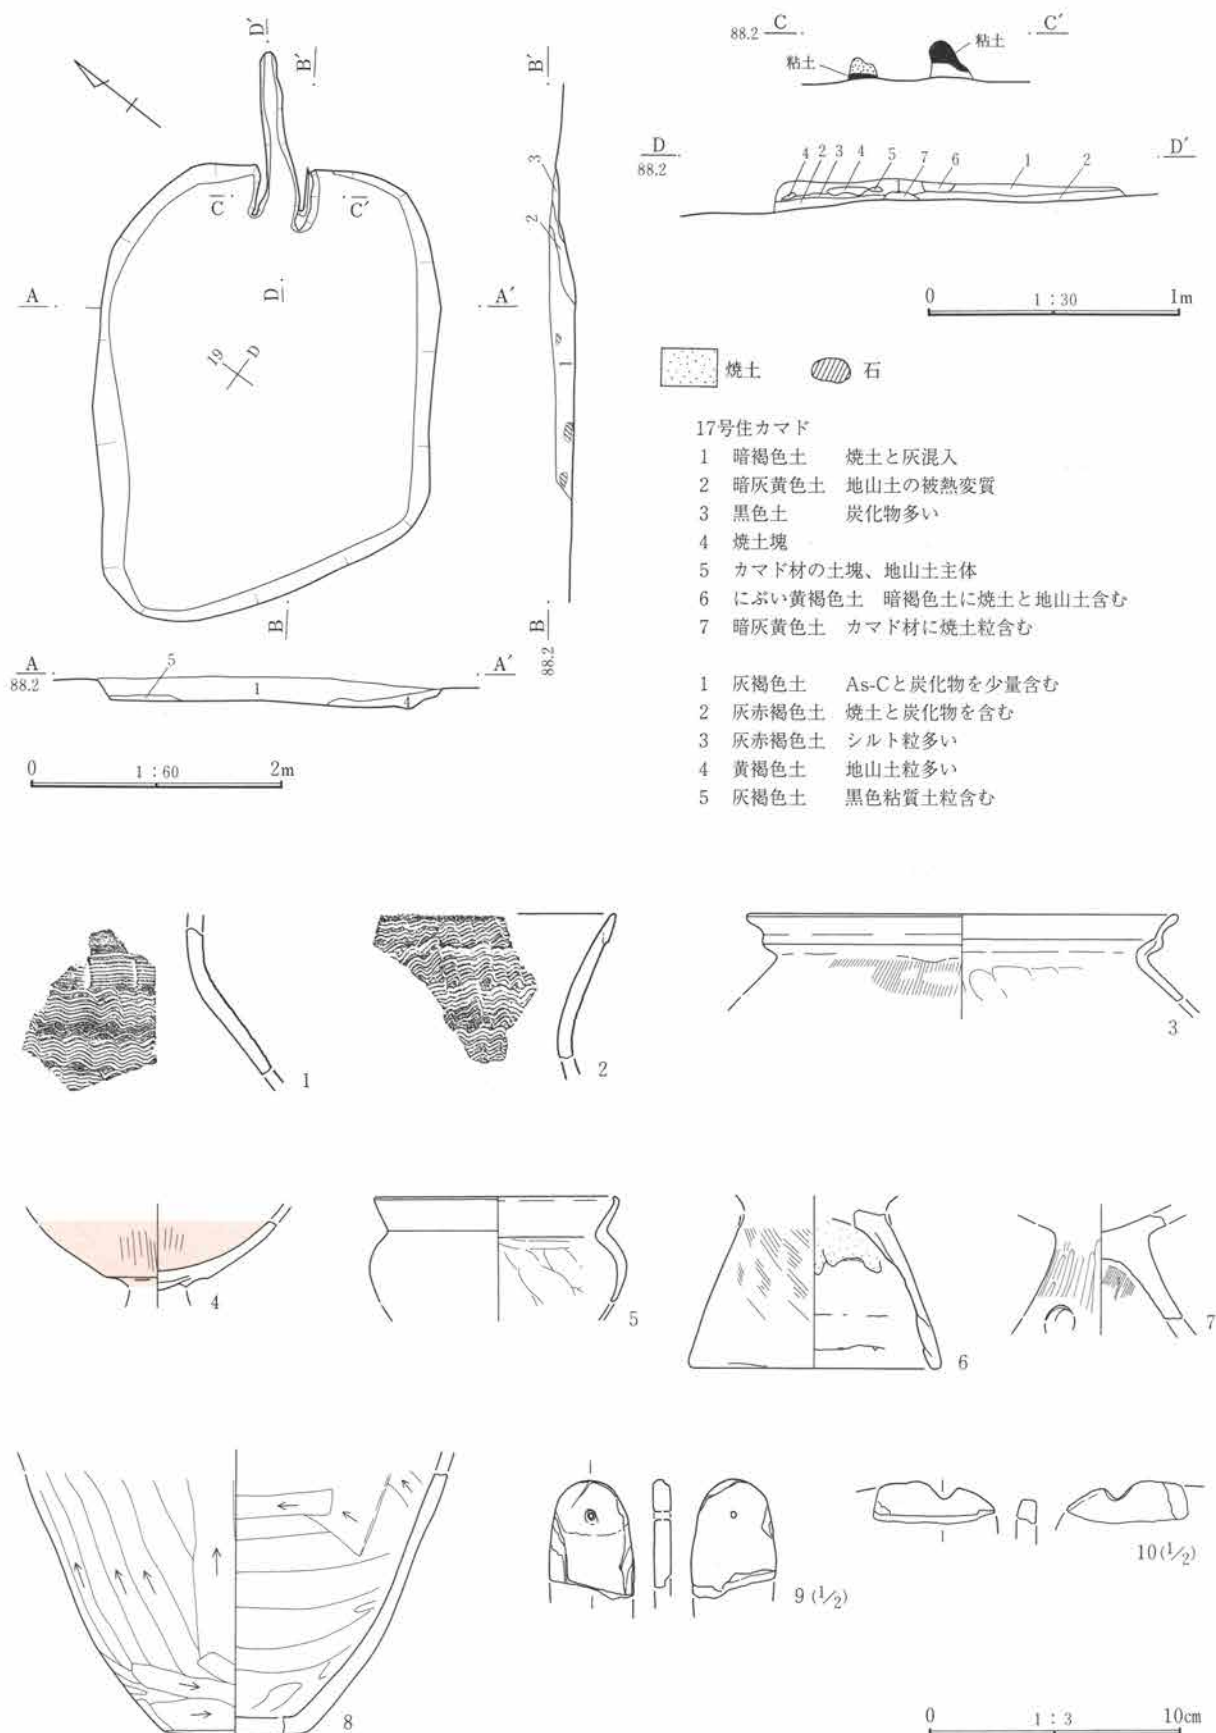 D′
B′
C
C′
D
A
A′
19
D
B
B′
3
2
1
B
88.2
A
88.2
A′
5
1
4
0
1：60
2m
88.2
C
C′
粘土
粘土
D
88.2
D′
4 2 3 4 5 7 6 1 2
0
1：30
1m
焼土
石
17号住カマド
1 暗褐色土 焼土と灰混入
2 暗灰黄色土 地山土の被熱変質
3 黒色土 炭化物多い
4 焼土塊
5 カマド材の土塊、地山土主体
6 にぶい黄褐色土 暗褐色土に焼土と地山土含む
7 暗灰黄色土 カマド材に焼土粒含む
1 灰褐色土 As-Cと炭化物を少量含む
2 灰赤褐色土 焼土と炭化物を含む
3 灰赤褐色土 シルト粒多い
4 黄褐色土 地山土粒多い
5 灰褐色土 黒色粘質土粒含む
1
2
3
4
5
6
7
8
9(1/2)
10(1/2)
0
1：3
10cm